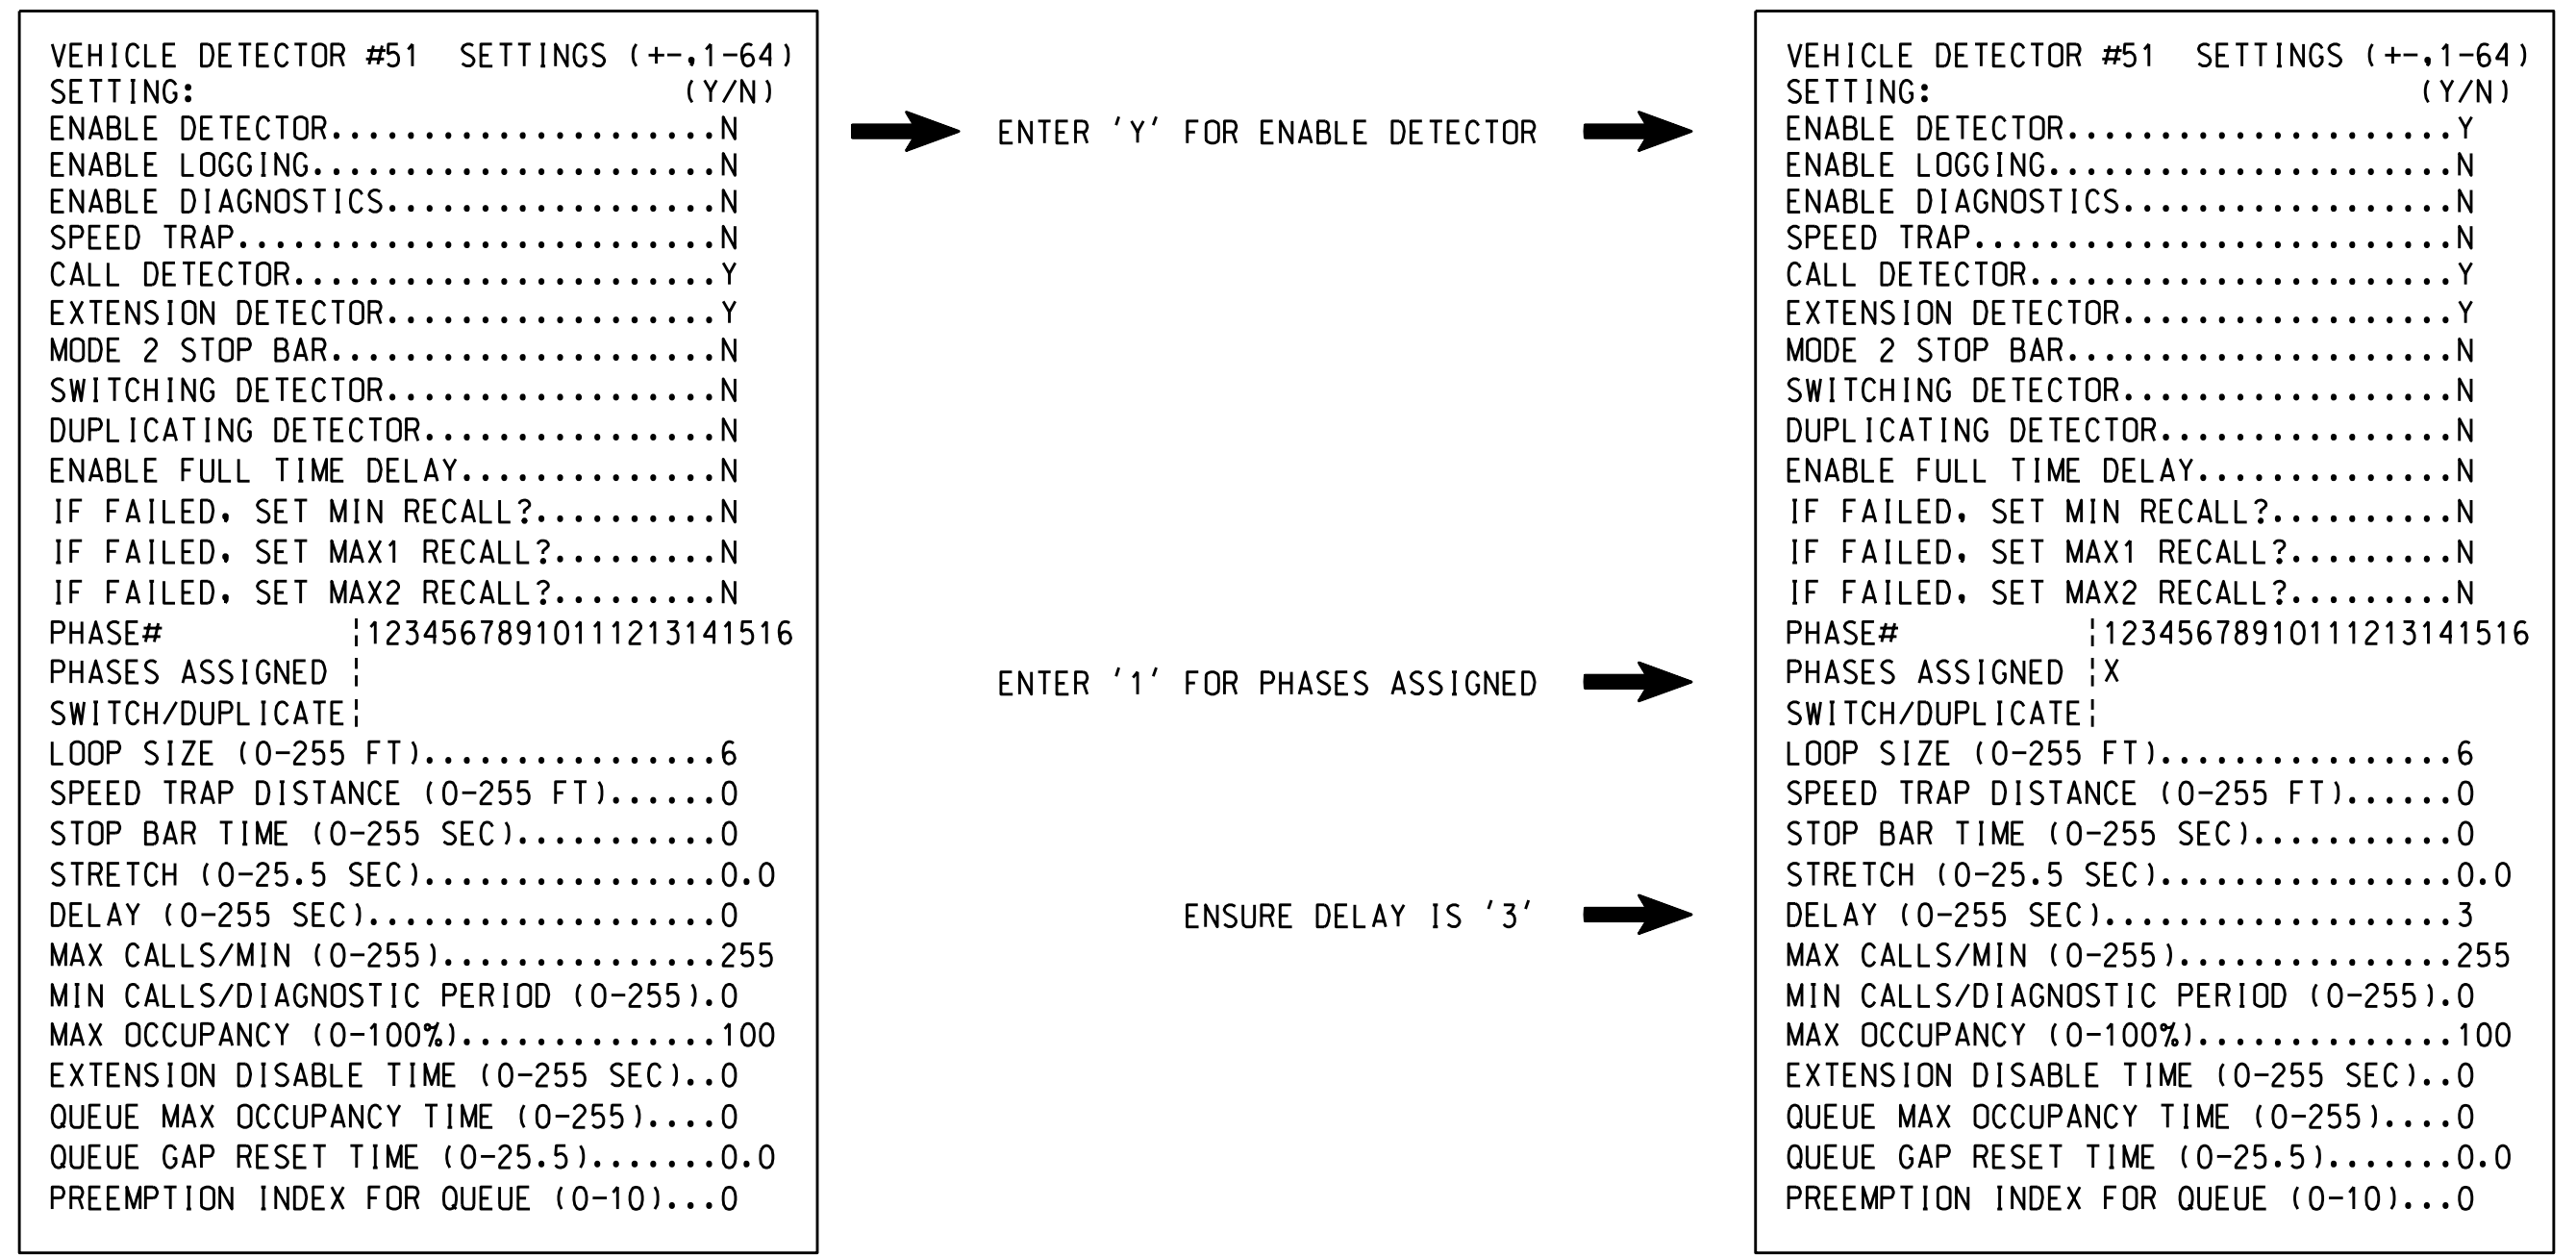 VEHICLE DETECTOR #51  SETTINGS (+-,1-64)
SETTING:                          (Y/N)
ENABLE DETECTOR.....................N
ENABLE LOGGING......................N
ENABLE DIAGNOSTICS..................N
SPEED TRAP..........................N
CALL DETECTOR.......................Y
EXTENSION DETECTOR..................Y
MODE 2 STOP BAR.....................N
SWITCHING DETECTOR..................N
DUPLICATING DETECTOR................N
ENABLE FULL TIME DELAY..............N
IF FAILED, SET MIN RECALL?..........N
IF FAILED, SET MAX1 RECALL?.........N
IF FAILED, SET MAX2 RECALL?.........N
PHASE#          ¦12345678910111213141516
PHASES ASSIGNED ¦
SWITCH/DUPLICATE¦
LOOP SIZE (0-255 FT)................6
SPEED TRAP DISTANCE (0-255 FT)......0
STOP BAR TIME (0-255 SEC)...........0
STRETCH (0-25.5 SEC)................0.0
DELAY (0-255 SEC)...................0
MAX CALLS/MIN (0-255)...............255
MIN CALLS/DIAGNOSTIC PERIOD (0-255).0
MAX OCCUPANCY (0-100%)..............100
EXTENSION DISABLE TIME (0-255 SEC)..0
QUEUE MAX OCCUPANCY TIME (0-255)....0
QUEUE GAP RESET TIME (0-25.5).......0.0
PREEMPTION INDEX FOR QUEUE (0-10)...0
ENTER 'Y' FOR ENABLE DETECTOR
ENTER '1' FOR PHASES ASSIGNED
ENSURE DELAY IS '3'
VEHICLE DETECTOR #51  SETTINGS (+-,1-64)
SETTING:                          (Y/N)
ENABLE DETECTOR.....................Y
ENABLE LOGGING......................N
ENABLE DIAGNOSTICS..................N
SPEED TRAP..........................N
CALL DETECTOR.......................Y
EXTENSION DETECTOR..................Y
MODE 2 STOP BAR.....................N
SWITCHING DETECTOR..................N
DUPLICATING DETECTOR................N
ENABLE FULL TIME DELAY..............N
IF FAILED, SET MIN RECALL?..........N
IF FAILED, SET MAX1 RECALL?.........N
IF FAILED, SET MAX2 RECALL?.........N
PHASE#          ¦12345678910111213141516
PHASES ASSIGNED ¦X
SWITCH/DUPLICATE¦
LOOP SIZE (0-255 FT)................6
SPEED TRAP DISTANCE (0-255 FT)......0
STOP BAR TIME (0-255 SEC)...........0
STRETCH (0-25.5 SEC)................0.0
DELAY (0-255 SEC)...................3
MAX CALLS/MIN (0-255)...............255
MIN CALLS/DIAGNOSTIC PERIOD (0-255).0
MAX OCCUPANCY (0-100%)..............100
EXTENSION DISABLE TIME (0-255 SEC)..0
QUEUE MAX OCCUPANCY TIME (0-255)....0
QUEUE GAP RESET TIME (0-25.5).......0.0
PREEMPTION INDEX FOR QUEUE (0-10)...0